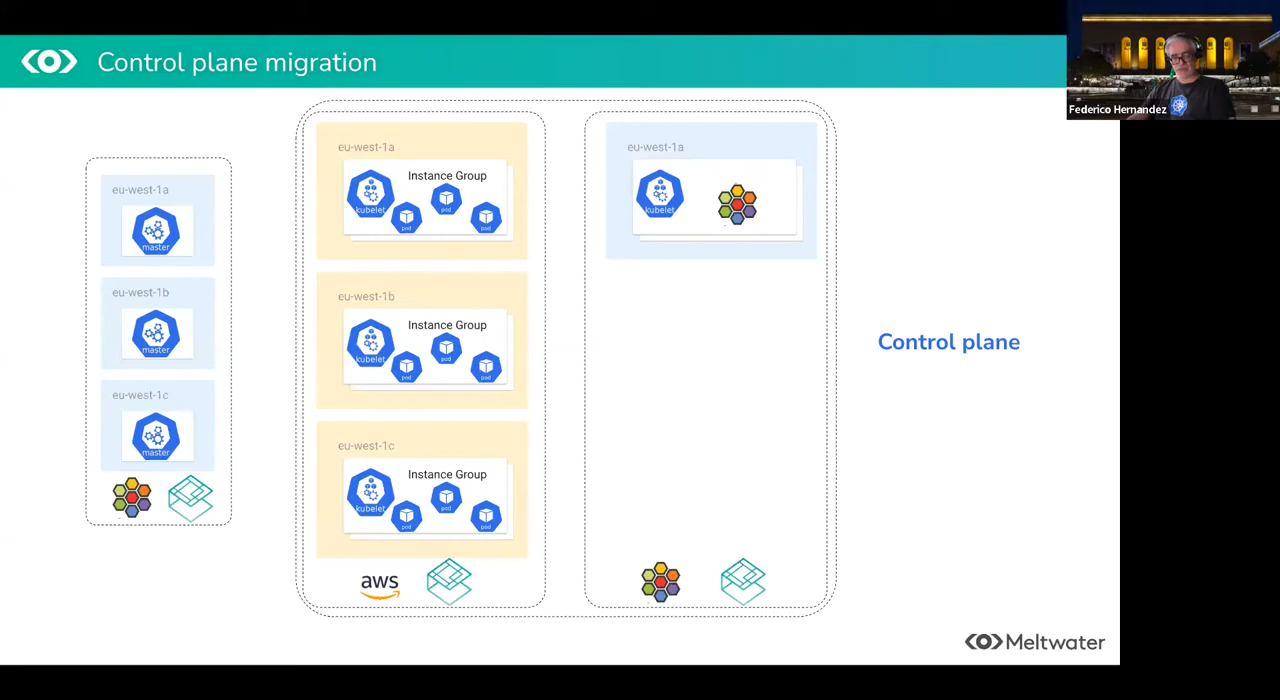 Control plane migration
Federico Hernandez
eu-west-1a
master
eu-west-1b
master
eu-west-1c
master
eu-west-1a
Instance Group
kubelet
pod
pod
pod
eu-west-1b
Instance Group
kubelet
pod
pod
pod
eu-west-1c
Instance Group
kubelet
pod
pod
pod
aws
eu-west-1a
kubelet
Control plane
Meltwater